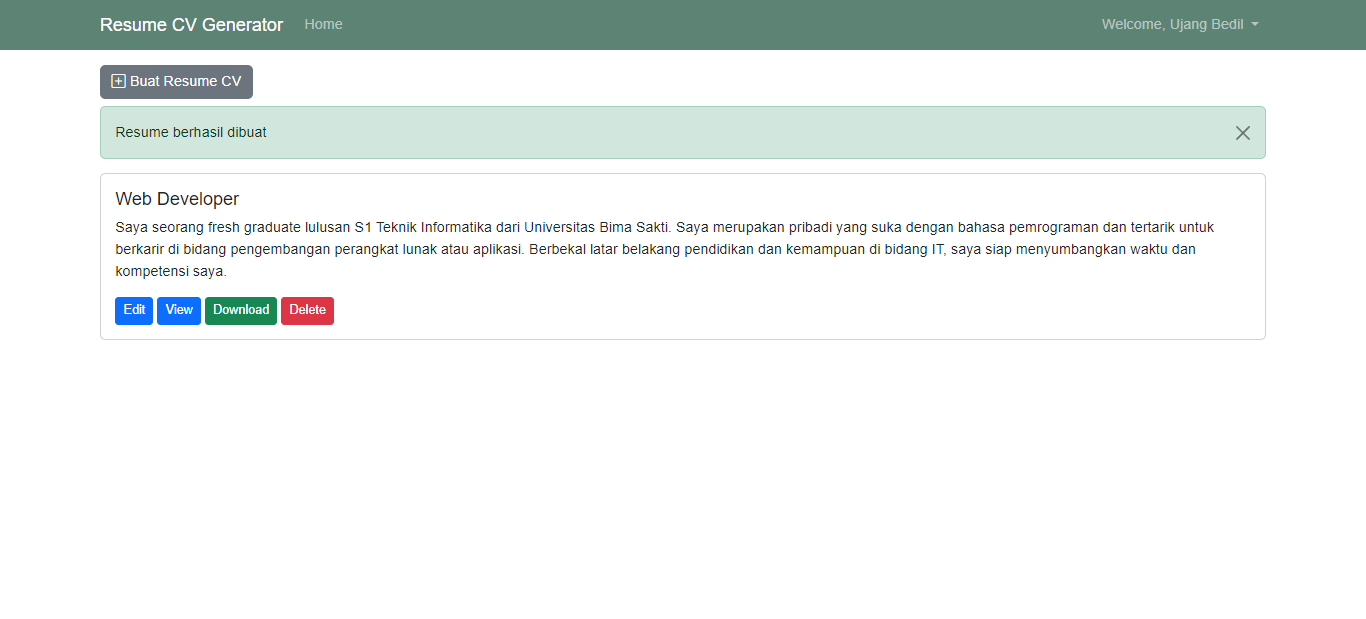 Resume CV Generator Home Welcome, Ujang Bedil
Buat Resume CV
Resume berhasil dibuat
Web Developer
Saya seorang fresh graduate lulusan S1 Teknik Informatika dari Universitas Bima Sakti. Saya merupakan pribadi yang suka dengan bahasa pemrograman dan tertarik untuk
berkarir di bidang pengembangan perangkat lunak atau aplikasi. Berbekal latar belakang pendidikan dan kemampuan di bidang IT, saya siap menyumbangkan waktu dan
kompetensi saya.
Edit View Download Delete